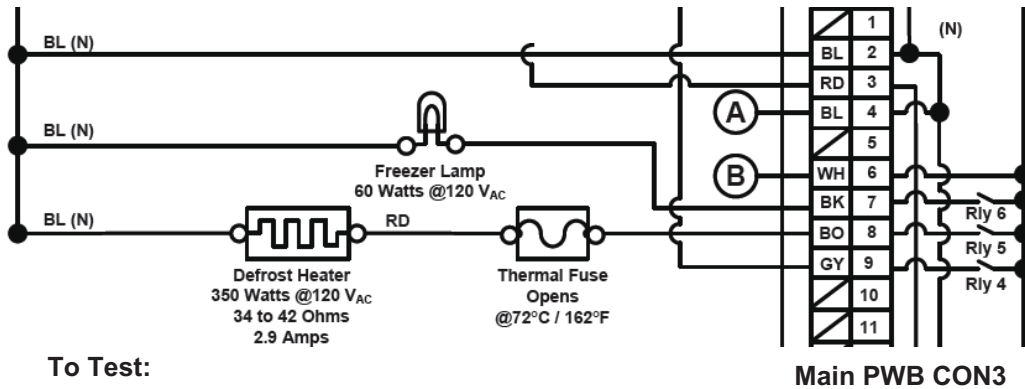 BL (N)
1
(N)
BL 2
RD 3
A BL 4
BL (N)
5
Freezer Lamp
60 Watts @120 VAC
B WH 6
BK 7
Rly 6
BL (N)
RD
BO 8
Rly 5
GY 9
Rly 4
Defrost Heater
350 Watts @120 VAC
34 to 42 Ohms
2.9 Amps
Thermal Fuse
Opens
@72°C / 162°F
10
11
To Test:
Main PWB CON3